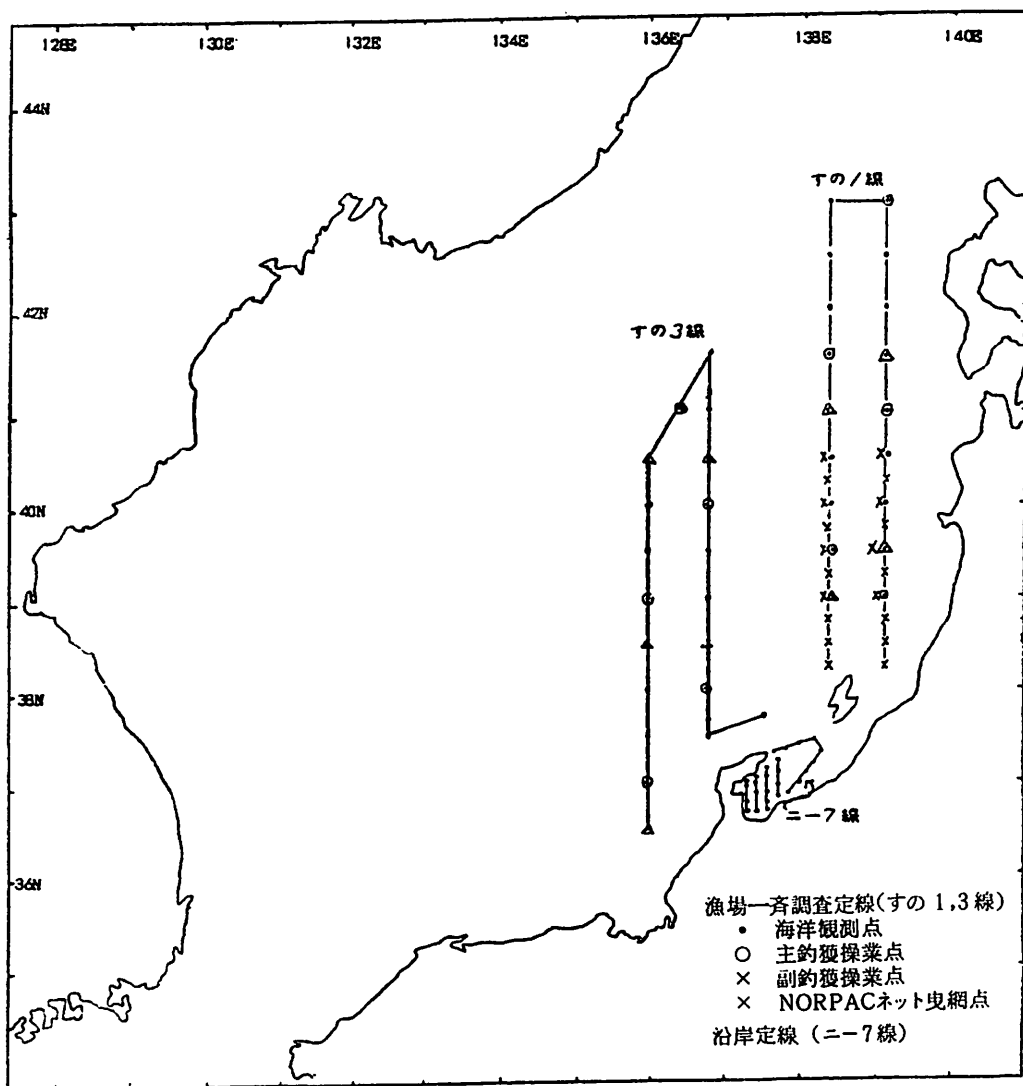 128E 130E 132E 134E 136E 138E 140E
44N
すの1線
42N
すの3線
40N
38N
ニー7線
36N
漁場一斉調査定線(すの 1,3線)
• 海洋観測点
○ 主釣獲操業点
× 副釣獲操業点
× NORPACネット曳網点
沿岸定線 (ニー7線)